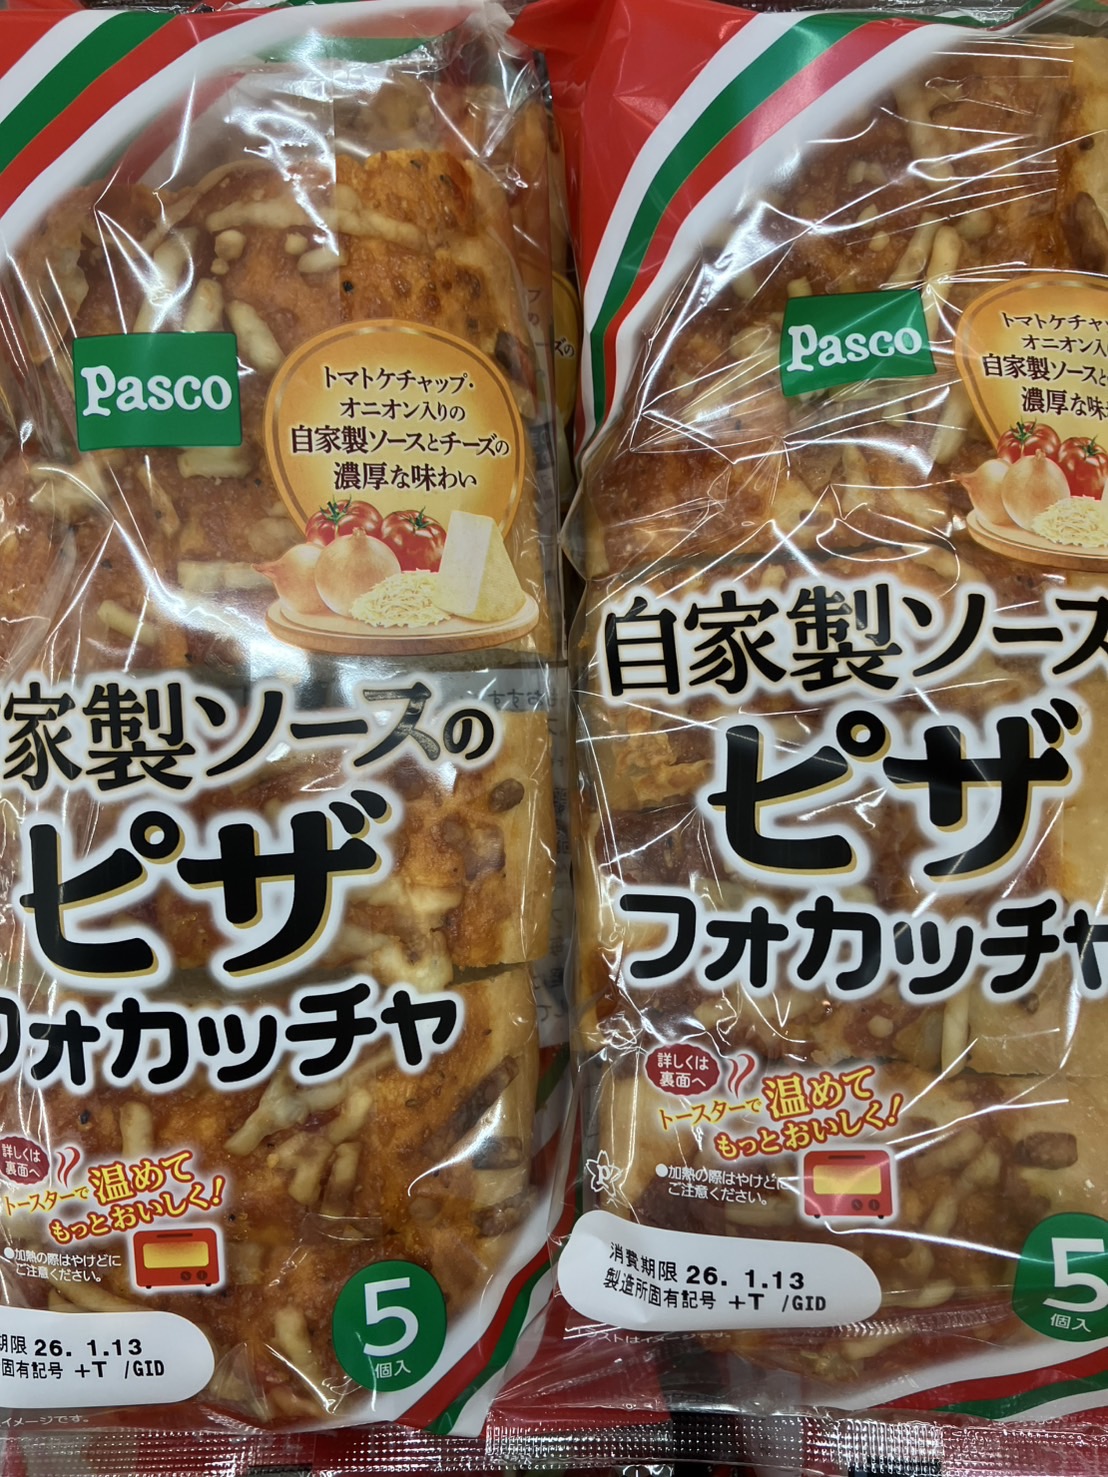 Pasco
トマトケチャップ・
オニオン入りの
自家製ソースとチーズの
濃厚な味わい
家製ソースの
ピザ
フォカッチャ
詳しくは
裏面へ
トースターで
温めて
もっとおいしく!
●加熱の際はやけどに
ご注意ください。
5
個入
期限 26. 1.13
固有記号 +T /GID
イメージです。
Pasco
トマトケチャ
オニオン入
自家製ソースと
濃厚な味
自家製ソース
ピザ
フォカッチャ
詳しくは
裏面へ
トースターで
温めて
もっとおいしく!
●加熱の際はやけどに
ご注意ください。
消費期限 26. 1.13
製造所固有記号 +T /GID
5
個入
ストはイメージです。